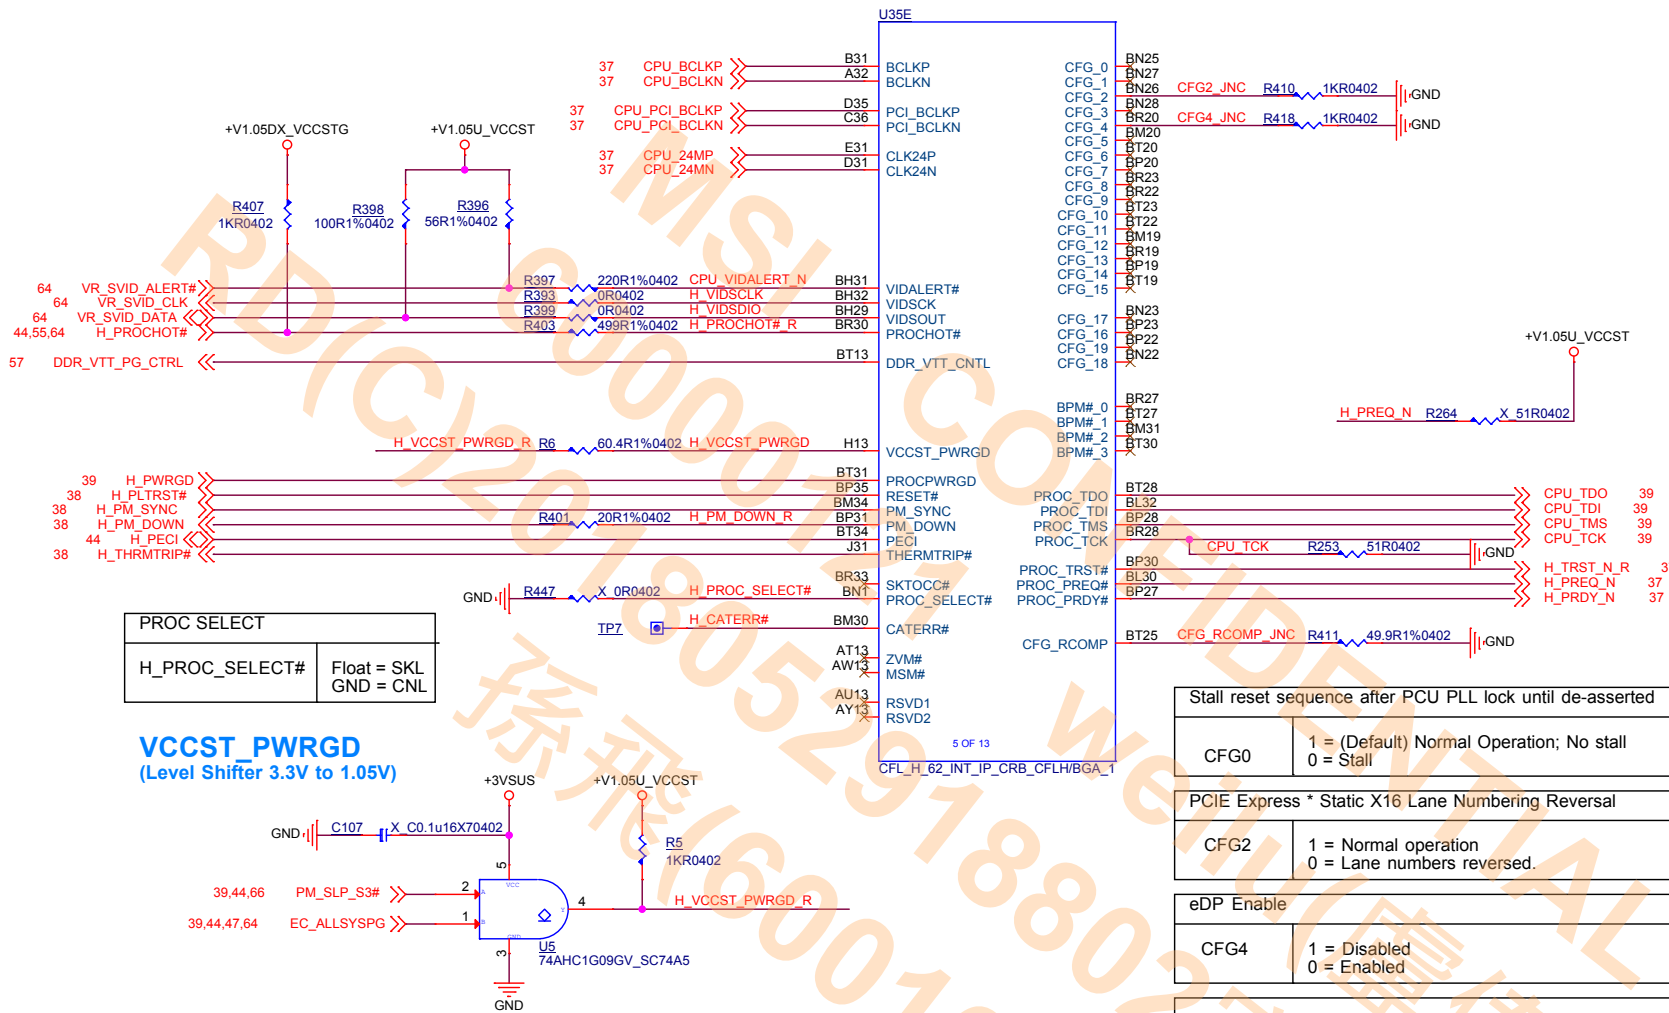 U35E
37 CPU_BCLKP B31 BCLKP
37 CPU_BCLKN A32 BCLKN
37 CPU_PCI_BCLKP D35 PCI_BCLKP
37 CPU_PCI_BCLKN C36 PCI_BCLKN
37 CPU_24MP E31 CLK24P
37 CPU_24MN D31 CLK24N
+V1.05DX_VCCSTG
+V1.05U_VCCST
R407
1KR0402
R398
100R1%0402
R396
56R1%0402
64 VR_SVID_ALERT# R397 220R1%0402 CPU_VIDALERT_N BH31 VIDALERT#
64 VR_SVID_CLK R393 0R0402 H_VIDSCLK BH32 VIDSCK
64 VR_SVID_DATA R399 0R0402 H_VIDSDIO BH29 VIDSOUT
44,55,64 H_PROCHOT# R403 499R1%0402 H_PROCHOT#_R BR30 PROCHOT#
57 DDR_VTT_PG_CTRL BT13 DDR_VTT_CNTL
H_VCCST_PWRGD_R R6 60.4R1%0402 H_VCCST_PWRGD H13 VCCST_PWRGD
39 H_PWRGD BT31 PROCPWRGD
38 H_PLTRST# BP35 RESET#
38 H_PM_SYNC BM34 PM_SYNC
38 H_PM_DOWN R401 20R1%0402 H_PM_DOWN_R BP31 PM_DOWN
44 H_PECI BT34 PECI
38 H_THRMTRIP# J31 THERMTRIP#
BR33 SKTOCC#
GND R447 X_0R0402 H_PROC_SELECT# BN1 PROC_SELECT#
TP7 H_CATERR# BM30 CATERR#
AT13 ZVM#
AW13 MSM#
AU13 RSVD1
AY13 RSVD2
CFG_0 BN25
CFG_1 BN27
CFG_2 BN26 CFG2_JNC R410 1KR0402 GND
CFG_3 BN28
CFG_4 BR20 CFG4_JNC R418 1KR0402 GND
CFG_5 BM20
CFG_6 BT20
CFG_7 BP20
CFG_8 BR23
CFG_9 BR22
CFG_10 BT23
CFG_11 BT22
CFG_12 BM19
CFG_13 BR19
CFG_14 BP19
CFG_15 BT19
CFG_17 BN23
CFG_16 BP23
CFG_19 BP22
CFG_18 BN22
BPM#_0 BR27
BPM#_1 BT27
BPM#_2 BM31
BPM#_3 BT30
+V1.05U_VCCST
H_PREQ_N R264 X_51R0402
PROC_TDO BT28 CPU_TDO 39
PROC_TDI BL32 CPU_TDI 39
PROC_TMS BP28 CPU_TMS 39
PROC_TCK BR28 CPU_TCK 39
CPU_TCK R253 51R0402 GND
PROC_TRST# BP30 H_TRST_N_R 3
PROC_PREQ# BL30 H_PREQ_N 37
PROC_PRDY# BP27 H_PRDY_N 37
CFG_RCOMP BT25 CFG_RCOMP_JNC R411 49.9R1%0402 GND
5 OF 13
CFL_H_62_INT_IP_CRB_CFLH/BGA_1
PROC SELECT
H_PROC_SELECT# Float = SKL
GND = CNL
VCCST_PWRGD
(Level Shifter 3.3V to 1.05V)
+3VSUS
+V1.05U_VCCST
GND C107 X_C0.1u16X70402
R5
1KR0402
5
VCC
39,44,66 PM_SLP_S3# 2 A
39,44,47,64 EC_ALLSYSPG 1 B
Y 4 H_VCCST_PWRGD_R
GND
3
U5
74AHC1G09GV_SC74A5
GND
Stall reset sequence after PCU PLL lock until de-asserted
CFG0 1 = (Default) Normal Operation; No stall
0 = Stall
PCIE Express * Static X16 Lane Numbering Reversal
CFG2 1 = Normal operation
0 = Lane numbers reversed.
eDP Enable
CFG4 1 = Disabled
0 = Enabled
MSI CONFIDENTIAL